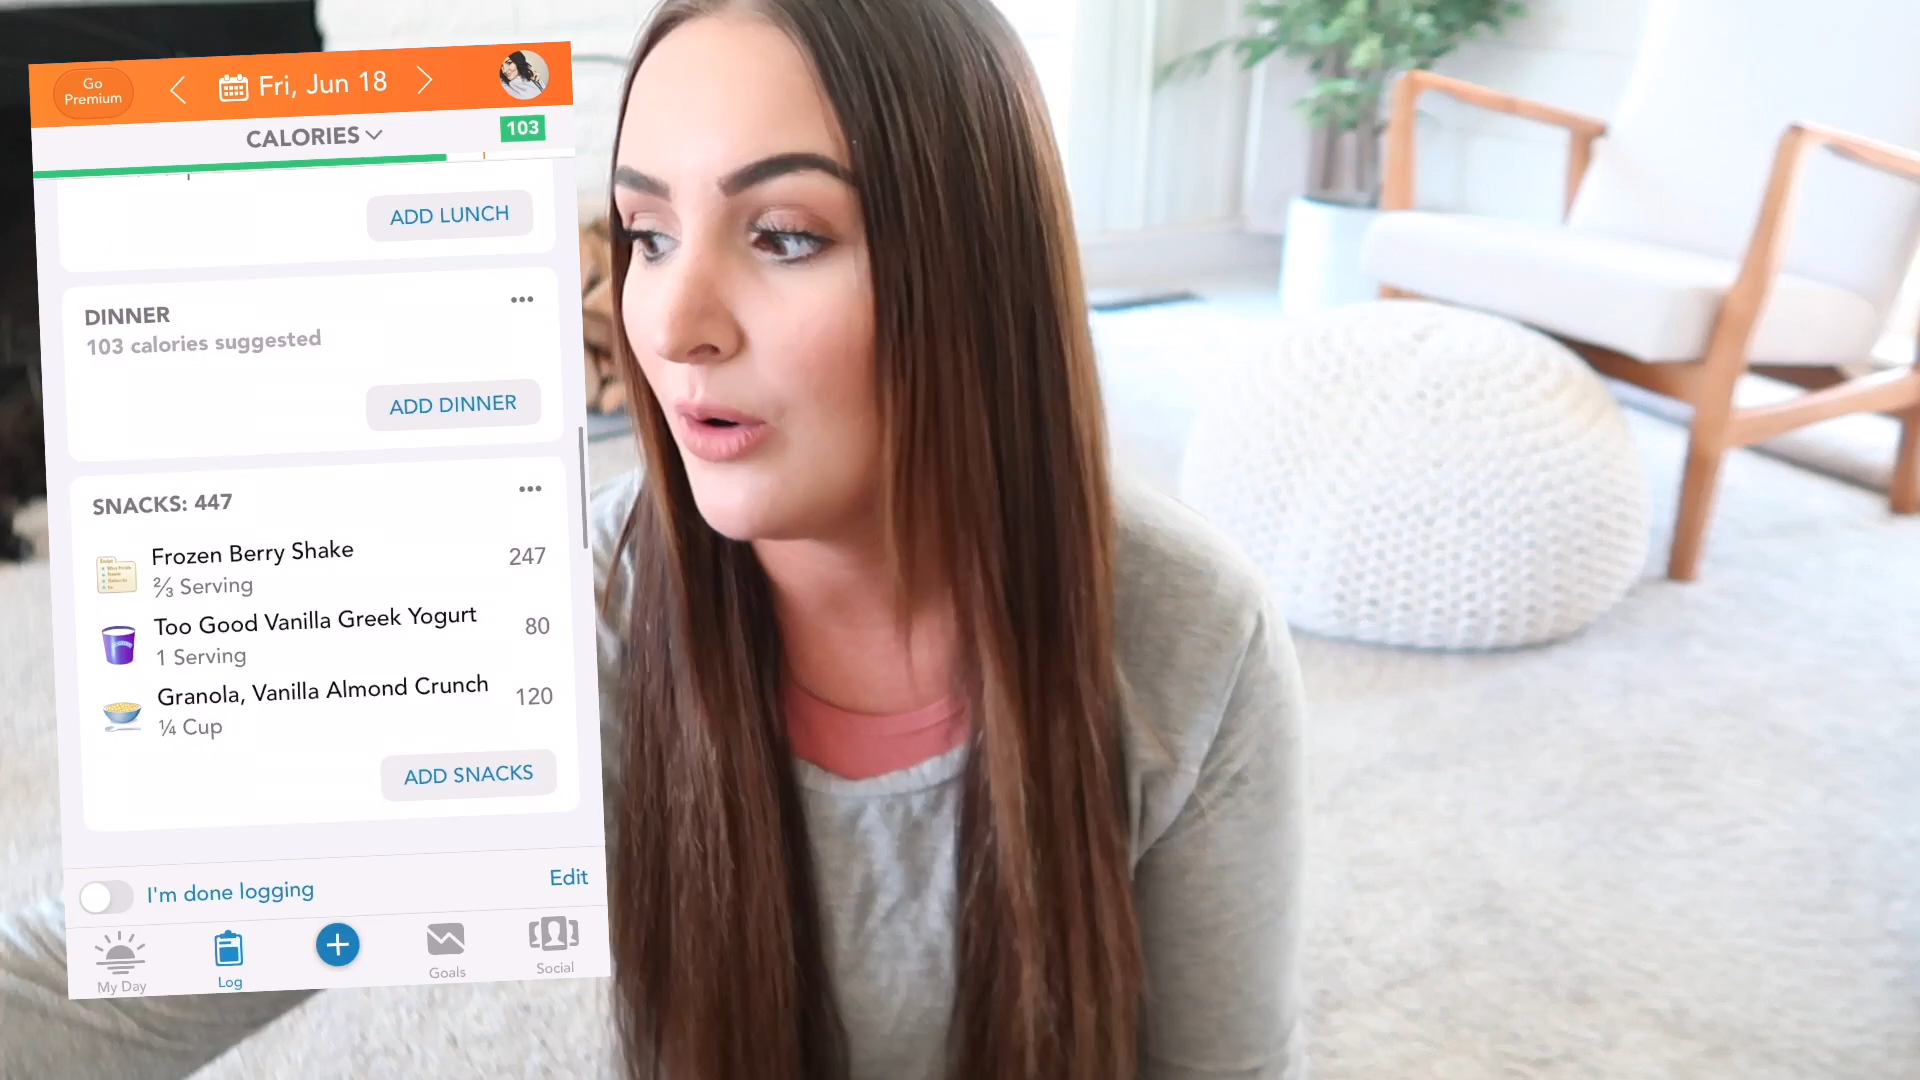 Go
Premium
Fri, Jun 18
CALORIES
103
ADD LUNCH
DINNER
103 calories suggested
ADD DINNER
SNACKS: 447
Frozen Berry Shake
247
⅔ Serving
Too Good Vanilla Greek Yogurt
80
1 Serving
Granola, Vanilla Almond Crunch
120
¼ Cup
ADD SNACKS
I'm done logging
Edit
My Day
Log
Goals
Social